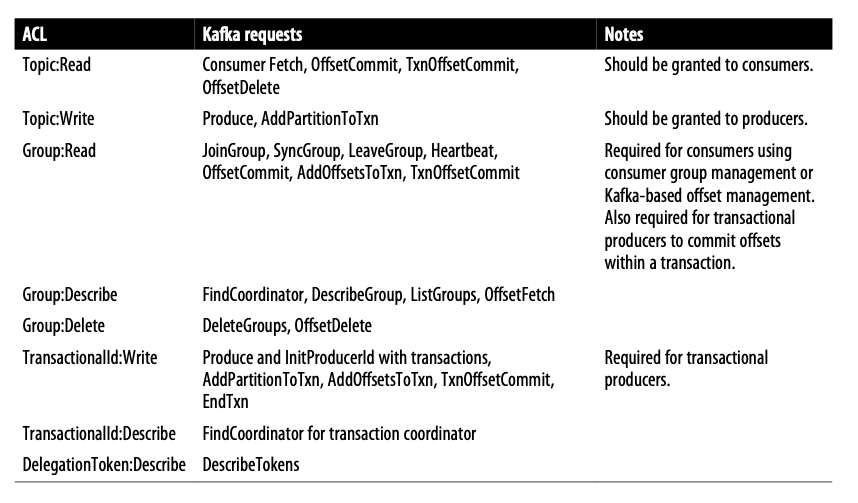 ACL Kafka requests Notes
Topic:Read Consumer Fetch, OffsetCommit, TxnOffsetCommit, Should be granted to consumers.
OffsetDelete
Topic:Write Produce, AddPartitionToTxn Should be granted to producers.
Group:Read JoinGroup, SyncGroup, LeaveGroup, Heartbeat, Required for consumers using
OffsetCommit, AddOffsetsToTxn, TxnOffsetCommit consumer group management or
Kafka-based offset management.
Also required for transactional
producers to commit offsets
within a transaction.
Group:Describe FindCoordinator, DescribeGroup, ListGroups, OffsetFetch
Group:Delete DeleteGroups, OffsetDelete
TransactionalId:Write Produce and InitProducerId with transactions, Required for transactional
AddPartitionToTxn, AddOffsetsToTxn, TxnOffsetCommit, producers.
EndTxn
TransactionalId:Describe FindCoordinator for transaction coordinator
DelegationToken:Describe DescribeTokens